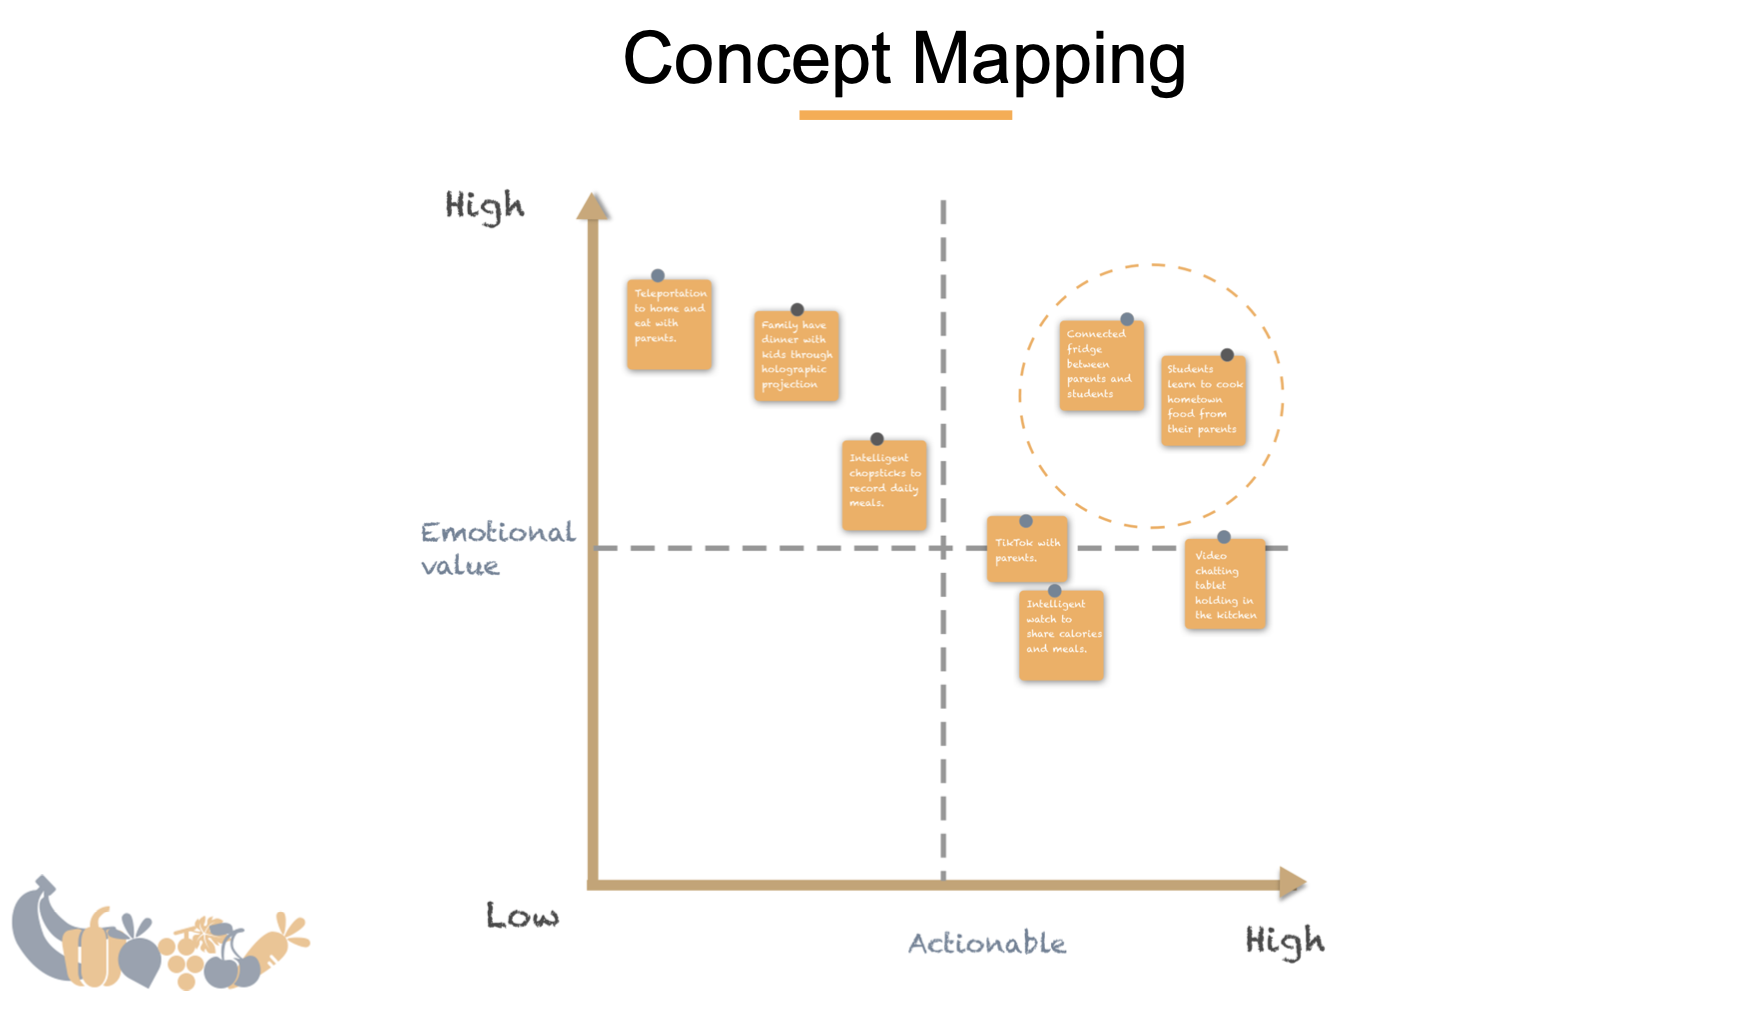 Concept Mapping
High
Teleportation
to home and
eat with
parents.
Family have
dinner with
kids through
holographic
projection
Connected
fridge
between
parents and
students
Students
learn to cook
hometown
food from
their parents
Intelligent
chopsticks to
record daily
meals.
Emotional
value
TikTok with
parents.
Video
chatting
tablet
holding in
the kitchen
Intelligent
watch to
share calories
and meals.
Low
Actionable
High